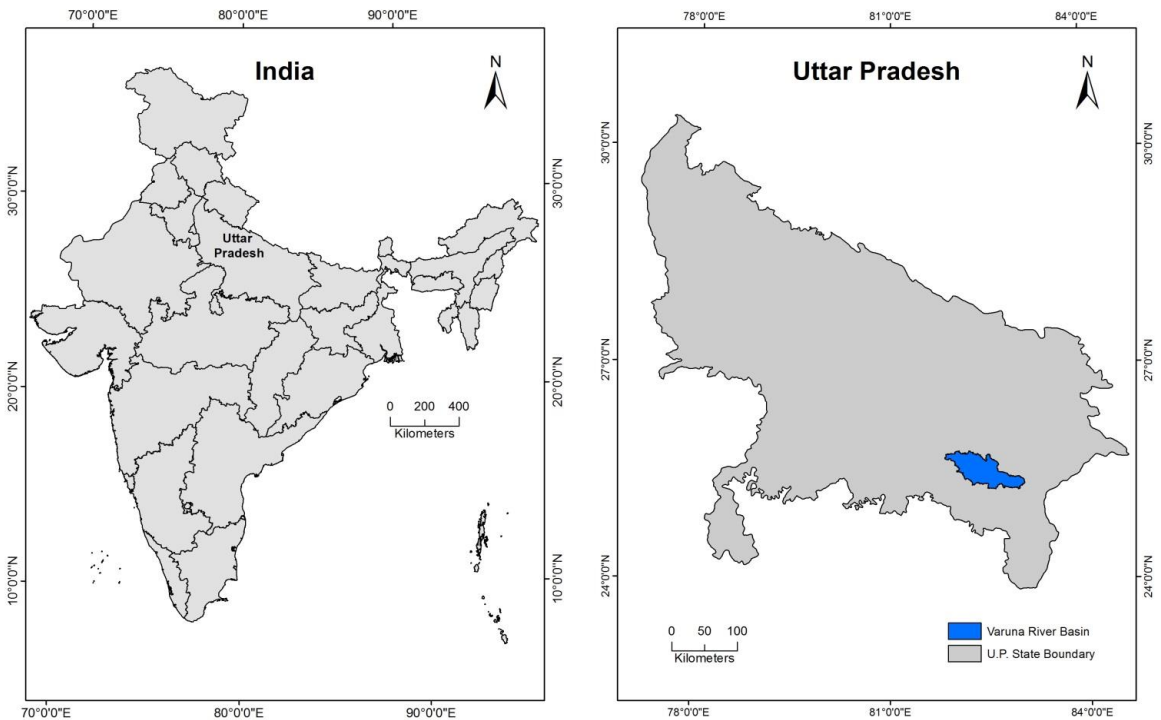 70°0'0"E 80°0'0"E 90°0'0"E
India
N
30°0'0"N
30°0'0"N
Uttar
Pradesh
20°0'0"N
20°0'0"N
0 200 400
Kilometers
10°0'0"N
10°0'0"N
70°0'0"E 80°0'0"E 90°0'0"E
78°0'0"E 81°0'0"E 84°0'0"E
Uttar Pradesh
N
30°0'0"N
30°0'0"N
27°0'0"N
27°0'0"N
24°0'0"N
24°0'0"N
0 50 100
Kilometers
Varuna River Basin
U.P. State Boundary
78°0'0"E 81°0'0"E 84°0'0"E